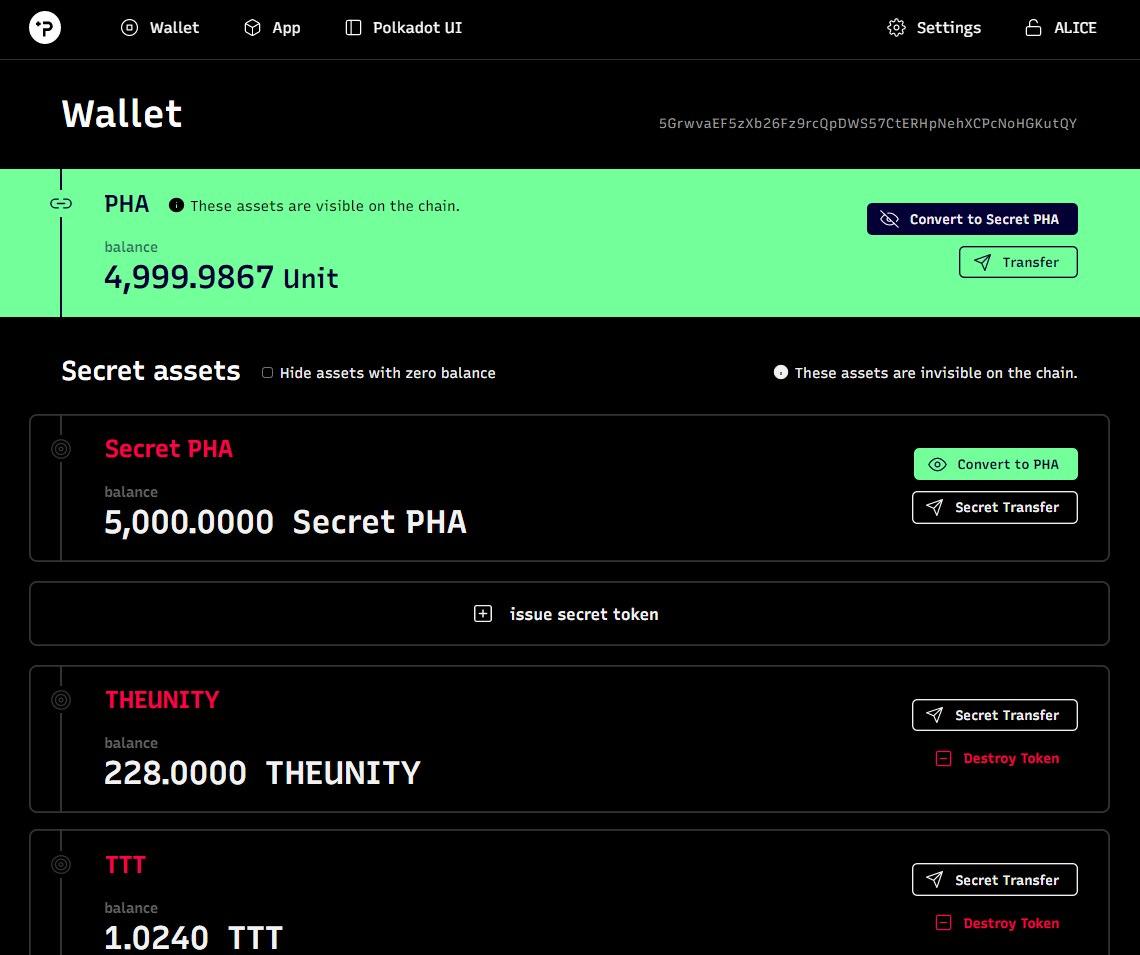 Wallet App Polkadot UI Settings ALICE
Wallet
5GrwvaEF5zXb26Fz9rcQpDWS57CtERHpNehXCPcNoHGKutQY
PHA These assets are visible on the chain.
Convert to Secret PHA
balance
Transfer
4,999.9867 Unit
Secret assets Hide assets with zero balance These assets are invisible on the chain.
Secret PHA
Convert to PHA
balance
Secret Transfer
5,000.0000 Secret PHA
issue secret token
THEUNITY
Secret Transfer
balance
Destroy Token
228.0000 THEUNITY
TTT
Secret Transfer
balance
Destroy Token
1.0240 TTT